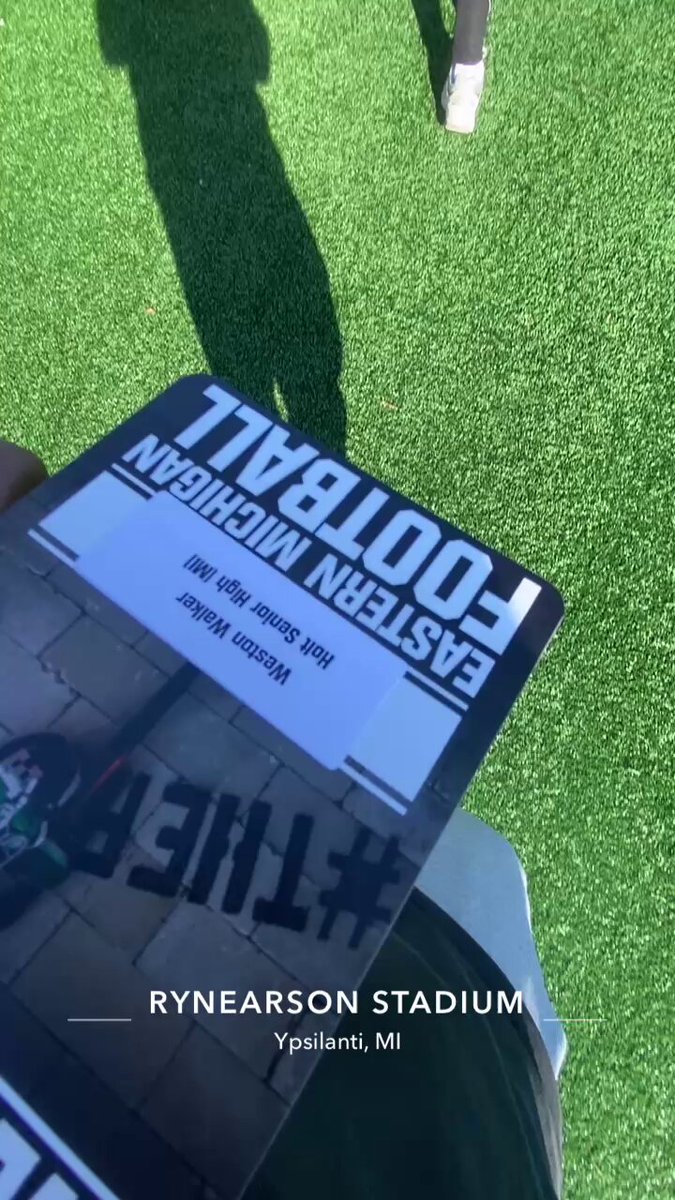 EASTERN MICHIGAN
FOOTBALL
Weston Walker
Holt Senior High (MI)
RYNEARSON STADIUM
Ypsilanti, MI